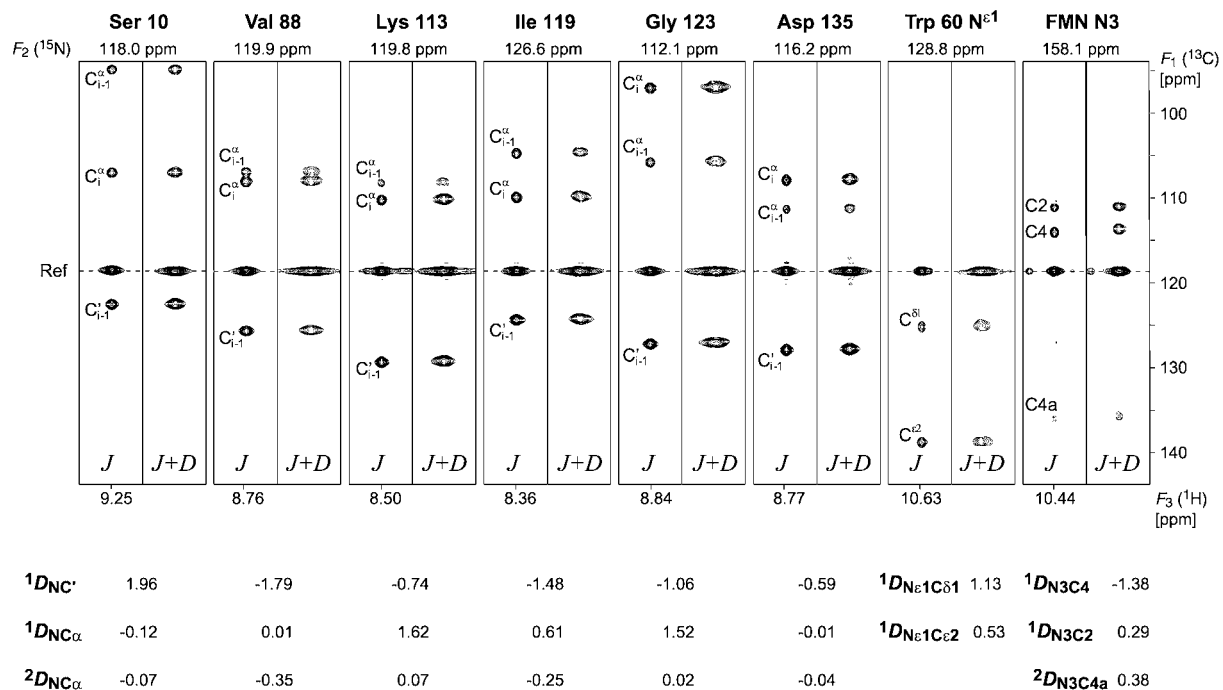 Ser 10 Val 88 Lys 113 Ile 119 Gly 123 Asp 135 Trp 60 Nε1 FMN N3
F2 (15N) 118.0 ppm 119.9 ppm 119.8 ppm 126.6 ppm 112.1 ppm 116.2 ppm 128.8 ppm 158.1 ppm F1 (13C)
[ppm]
Cαi-1 Cαi
100
Cαi-1
Cαi-1 Cαi-1 Cαi-1
Cαi Cαi Cαi Cαi Cαi
110
Cαi-1 C2
C4
Ref
120
C'i-1 C'i-1 C'i-1 C'i-1 C'i-1 C'i-1 Cδ1
130
C4a
Cε2
140
J J+D J J+D J J+D J J+D J J+D J J+D J J+D J J+D
9.25 8.76 8.50 8.36 8.84 8.77 10.63 10.44 F3 (1H)
[ppm]
1DNC' 1.96 -1.79 -0.74 -1.48 -1.06 -0.59 1DNε1Cδ1 1.13 1DN3C4 -1.38
1DNCα -0.12 0.01 1.62 0.61 1.52 -0.01 1DNε1Cε2 0.53 1DN3C2 0.29
2DNCα -0.07 -0.35 0.07 -0.25 0.02 -0.04 2DN3C4a 0.38